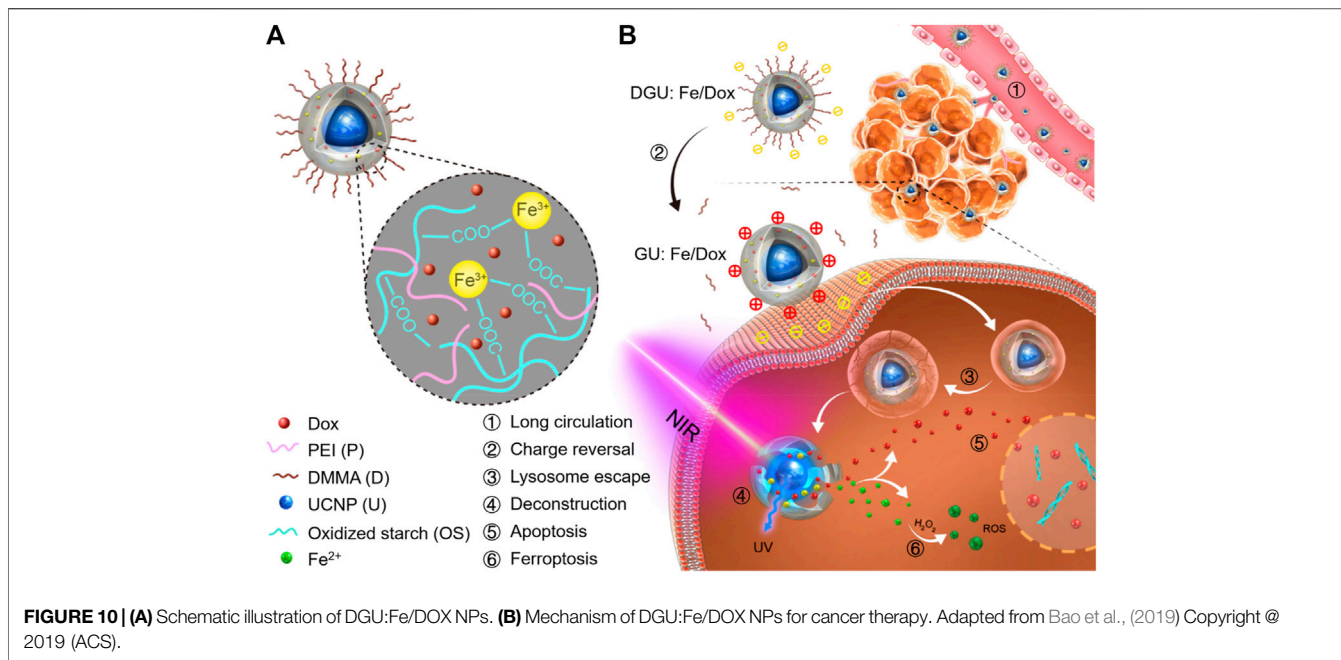 A
Fe³⁺
COO
OOC
Fe³⁺
OOC
COO
OOC
Dox
PEI (P)
DMMA (D)
UCNP (U)
Oxidized starch (OS)
Fe²⁺
① Long circulation
② Charge reversal
③ Lysosome escape
④ Deconstruction
⑤ Apoptosis
⑥ Ferroptosis
B
DGU: Fe/Dox
①
②
GU: Fe/Dox
③
NIR
⑤
④
UV
H₂O₂
ROS
⑥
FIGURE 10 | (A) Schematic illustration of DGU:Fe/DOX NPs. (B) Mechanism of DGU:Fe/DOX NPs for cancer therapy. Adapted from Bao et al., (2019) Copyright @
2019 (ACS).